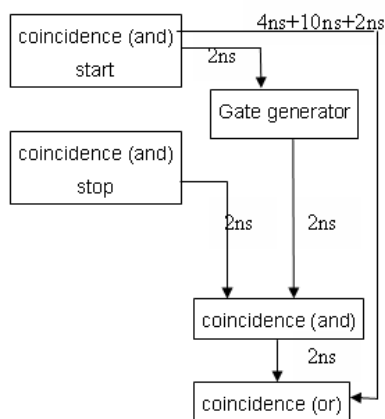 4ns+10ns+2ns
coincidence (and)
start
2ns
Gate generator
coincidence (and)
stop
2ns
2ns
coincidence (and)
2ns
coincidence (or)